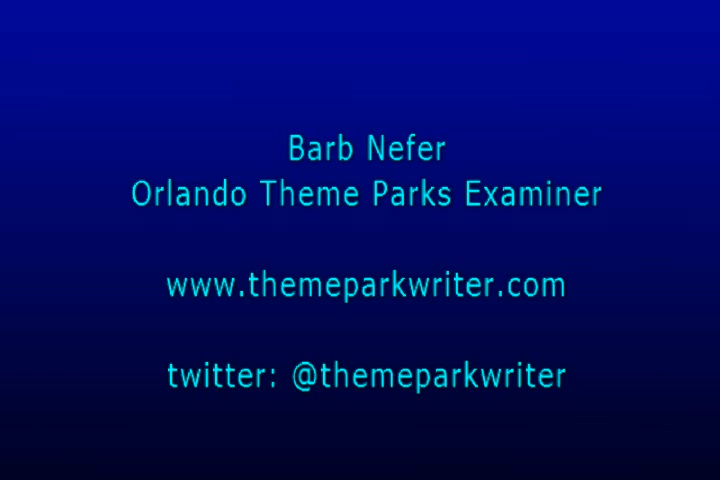 Barb Nefer
Orlando Theme Parks Examiner
www.themeparkwriter.com
twitter: @themeparkwriter